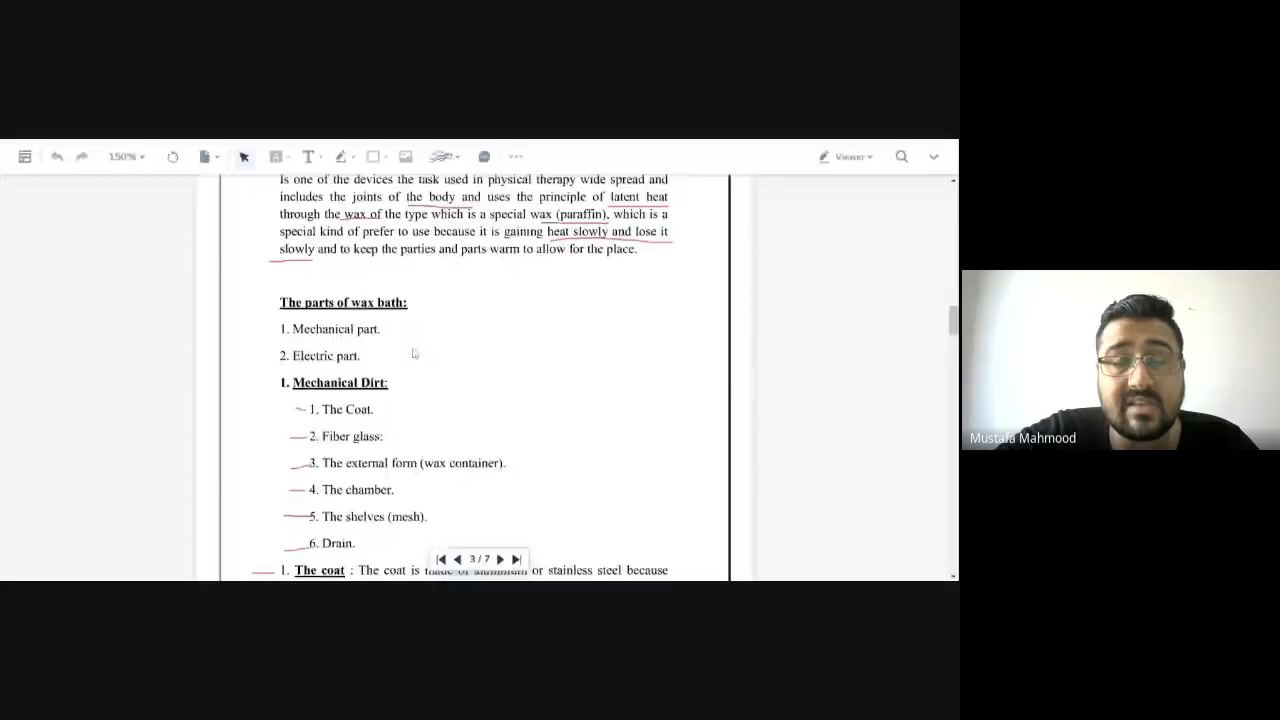 150%
T
Viewer
Is one of the devices the task used in physical therapy wide spread and
includes the joints of the body and uses the principle of latent heat
through the wax of the type which is a special wax (paraffin), which is a
special kind of prefer to use because it is gaining heat slowly and lose it
slowly and to keep the parties and parts warm to allow for the place.
The parts of wax bath:
1. Mechanical part.
2. Electric part.
1. Mechanical Dirt:
1. The Coat.
2. Fiber glass:
3. The external form (wax container).
4. The chamber.
5. The shelves (mesh).
6. Drain.
3 / 7
1. The coat : The coat is made of aluminum or stainless steel because
Mustafa Mahmood